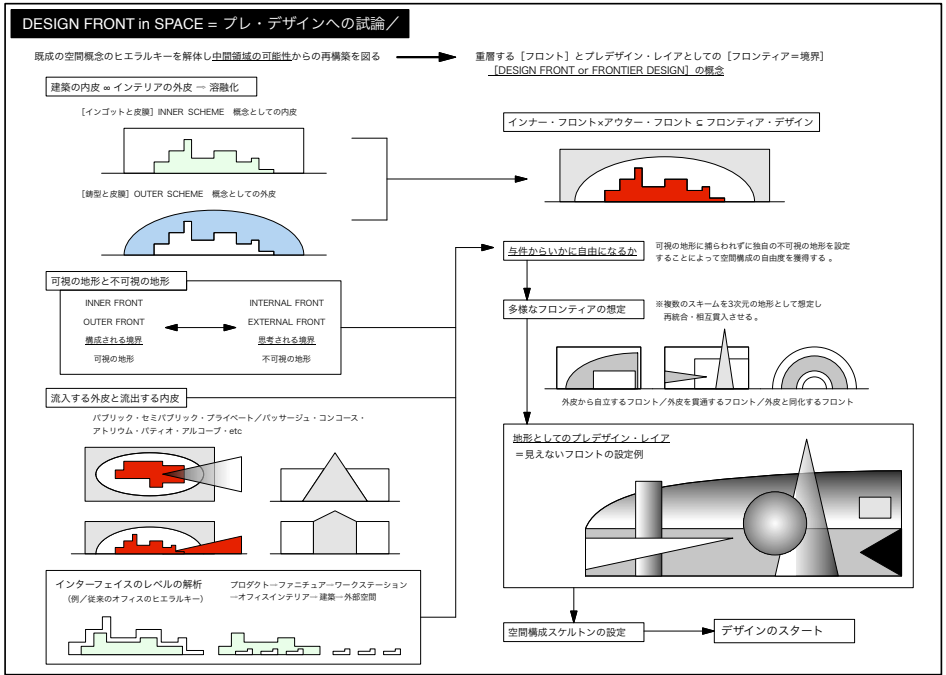 DESIGN FRONT in SPACE = プレ・デザインへの試論／
既成の空間概念のヒエラルキーを解体し中間領域の可能性からの再構築を図る
重層する［フロント］とプレデザイン・レイアとしての［フロンティア＝境界］
［DESIGN FRONT or FRONTIER DESIGN］の概念
建築の内皮 ∞ インテリアの外皮 ⇒ 溶融化
［インゴットと皮膜］INNER SCHEME　概念としての内皮
［鋳型と皮膜］OUTER SCHEME　概念としての外皮
インナー・フロント×アウター・フロント ⊆ フロンティア・デザイン
可視の地形と不可視の地形
INNER FRONT
INTERNAL FRONT
OUTER FRONT
EXTERNAL FRONT
構成される境界
思考される境界
可視の地形
不可視の地形
与件からいかに自由になるか
可視の地形に捕らわれずに独自の不可視の地形を設定
することによって空間構成の自由度を獲得する 。
多様なフロンティアの想定
※複数のスキームを3次元の地形として想定し
再統合・相互貫入させる 。
外皮から自立するフロント／外皮を貫通するフロント／外皮と同化するフロント
流入する外皮と流出する内皮
パブリック・セミパブリック・プライベート／パッサージュ・コンコース・
アトリウム・パティオ・アルコーブ・etc
地形としてのプレデザイン・レイア
＝見えないフロントの設定例
インターフェイスのレベルの解析
（例／従来のオフィスのヒエラルキー）
プロダクト→ファニチュア→ワークステーション
→オフィスインテリア→ 建築→外部空間
空間構成スケルトンの設定
デザインのスタート